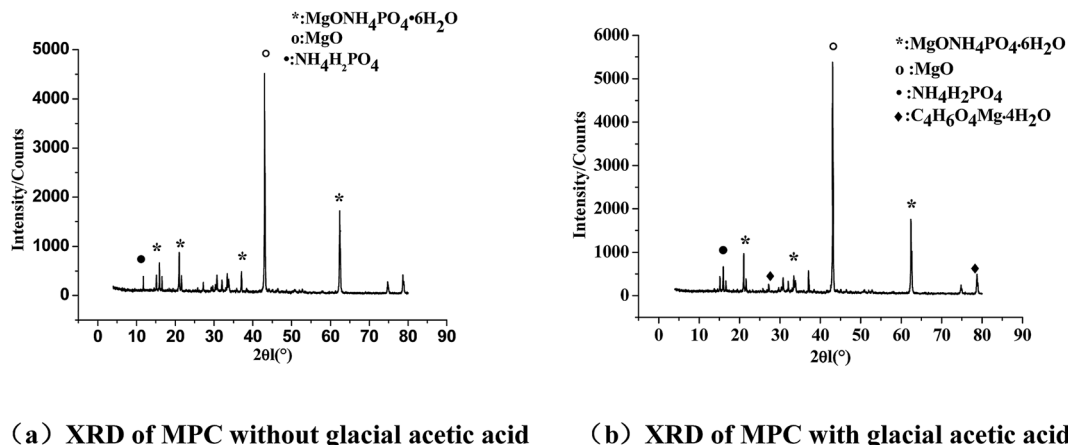 *:MgONH4PO4•6H2O
o:MgO
•:NH4H2PO4
5000
4000
3000
2000
1000
0
Intensity/Counts
0 10 20 30 40 50 60 70 80 90
2θl(°)
(a) XRD of MPC without glacial acetic acid
*:MgONH4PO4·6H2O
o :MgO
•:NH4H2PO4
♦:C4H6O4Mg·4H2O
6000
5000
4000
3000
2000
1000
0
Intensity/Counts
0 10 20 30 40 50 60 70 80 90
2θl(°)
(b) XRD of MPC with glacial acetic acid